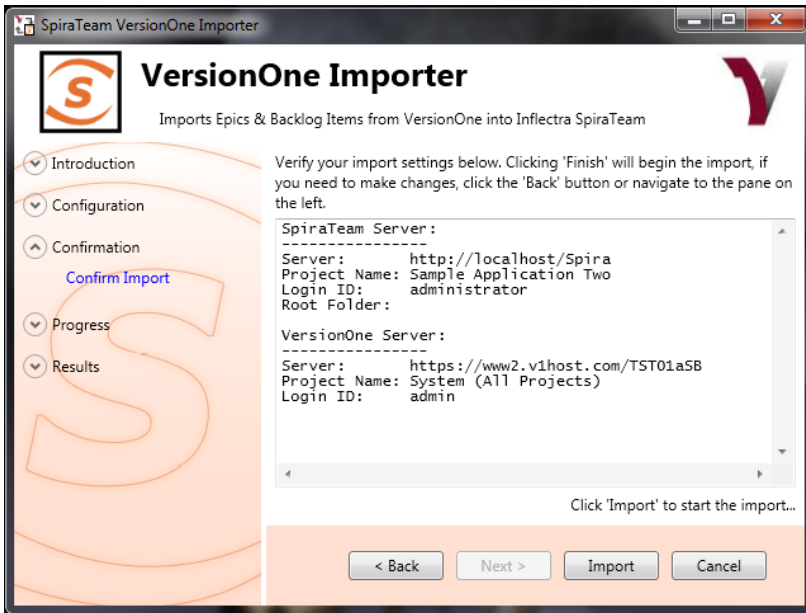 SpiraTeam VersionOne Importer
VersionOne Importer
Imports Epics & Backlog Items from VersionOne into Inflectra SpiraTeam
Introduction
Configuration
Confirmation
Confirm Import
Progress
Results
Verify your import settings below. Clicking 'Finish' will begin the import, if
you need to make changes, click the 'Back' button or navigate to the pane on
the left.
SpiraTeam Server:
----------------
Server: http://localhost/Spira
Project Name: Sample Application Two
Login ID: administrator
Root Folder:
VersionOne Server:
----------------
Server: https://www2.v1host.com/TST01aSB
Project Name: System (All Projects)
Login ID: admin
Click 'Import' to start the import...
< Back
Next >
Import
Cancel